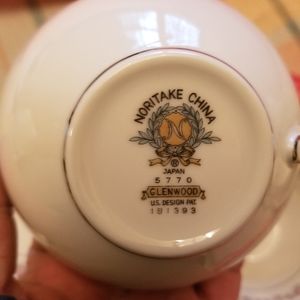 NORITAKE CHINA
N
®
JAPAN
5770
GLENWOOD
U.S. DESIGN PAT.
181393